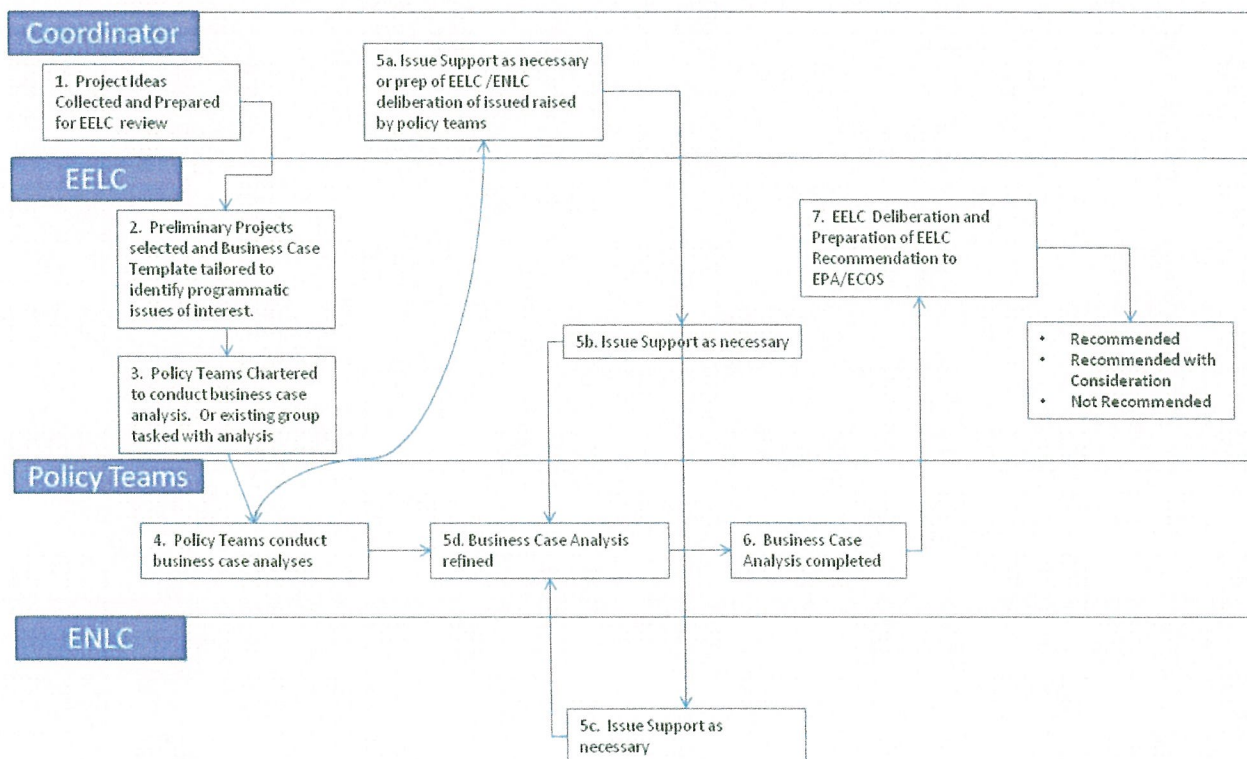 Coordinator
1. Project Ideas
Collected and Prepared
for EELC review
5a. Issue Support as necessary
or prep of EELC /ENLC
deliberation of issued raised
by policy teams
EELC
2. Preliminary Projects
selected and Business Case
Template tailored to
identify programmatic
issues of interest.
3. Policy Teams Chartered
to conduct business case
analysis. Or existing group
tasked with analysis
5b. Issue Support as necessary
7. EELC Deliberation and
Preparation of EELC
Recommendation to
EPA/ECOS
• Recommended
• Recommended with
Consideration
• Not Recommended
Policy Teams
4. Policy Teams conduct
business case analyses
5d. Business Case Analysis
refined
6. Business Case
Analysis completed
ENLC
5c. Issue Support as
necessary